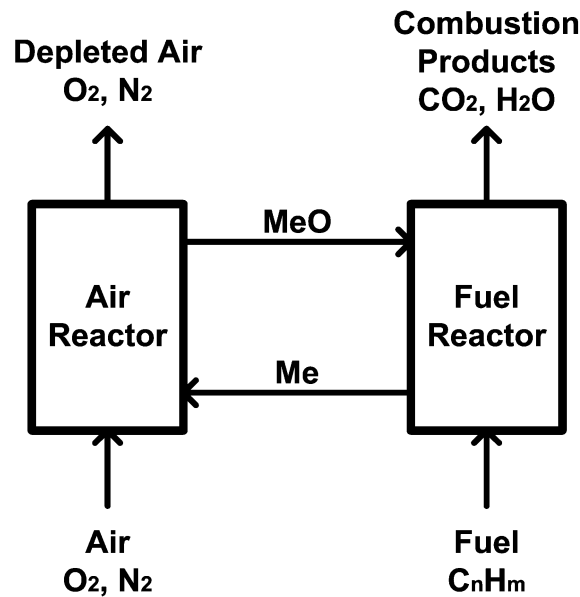 Depleted Air
O₂, N₂
Combustion
Products
CO₂, H₂O
MeO
Air
Reactor
Fuel
Reactor
Me
Air
O₂, N₂
Fuel
CₙHₘ